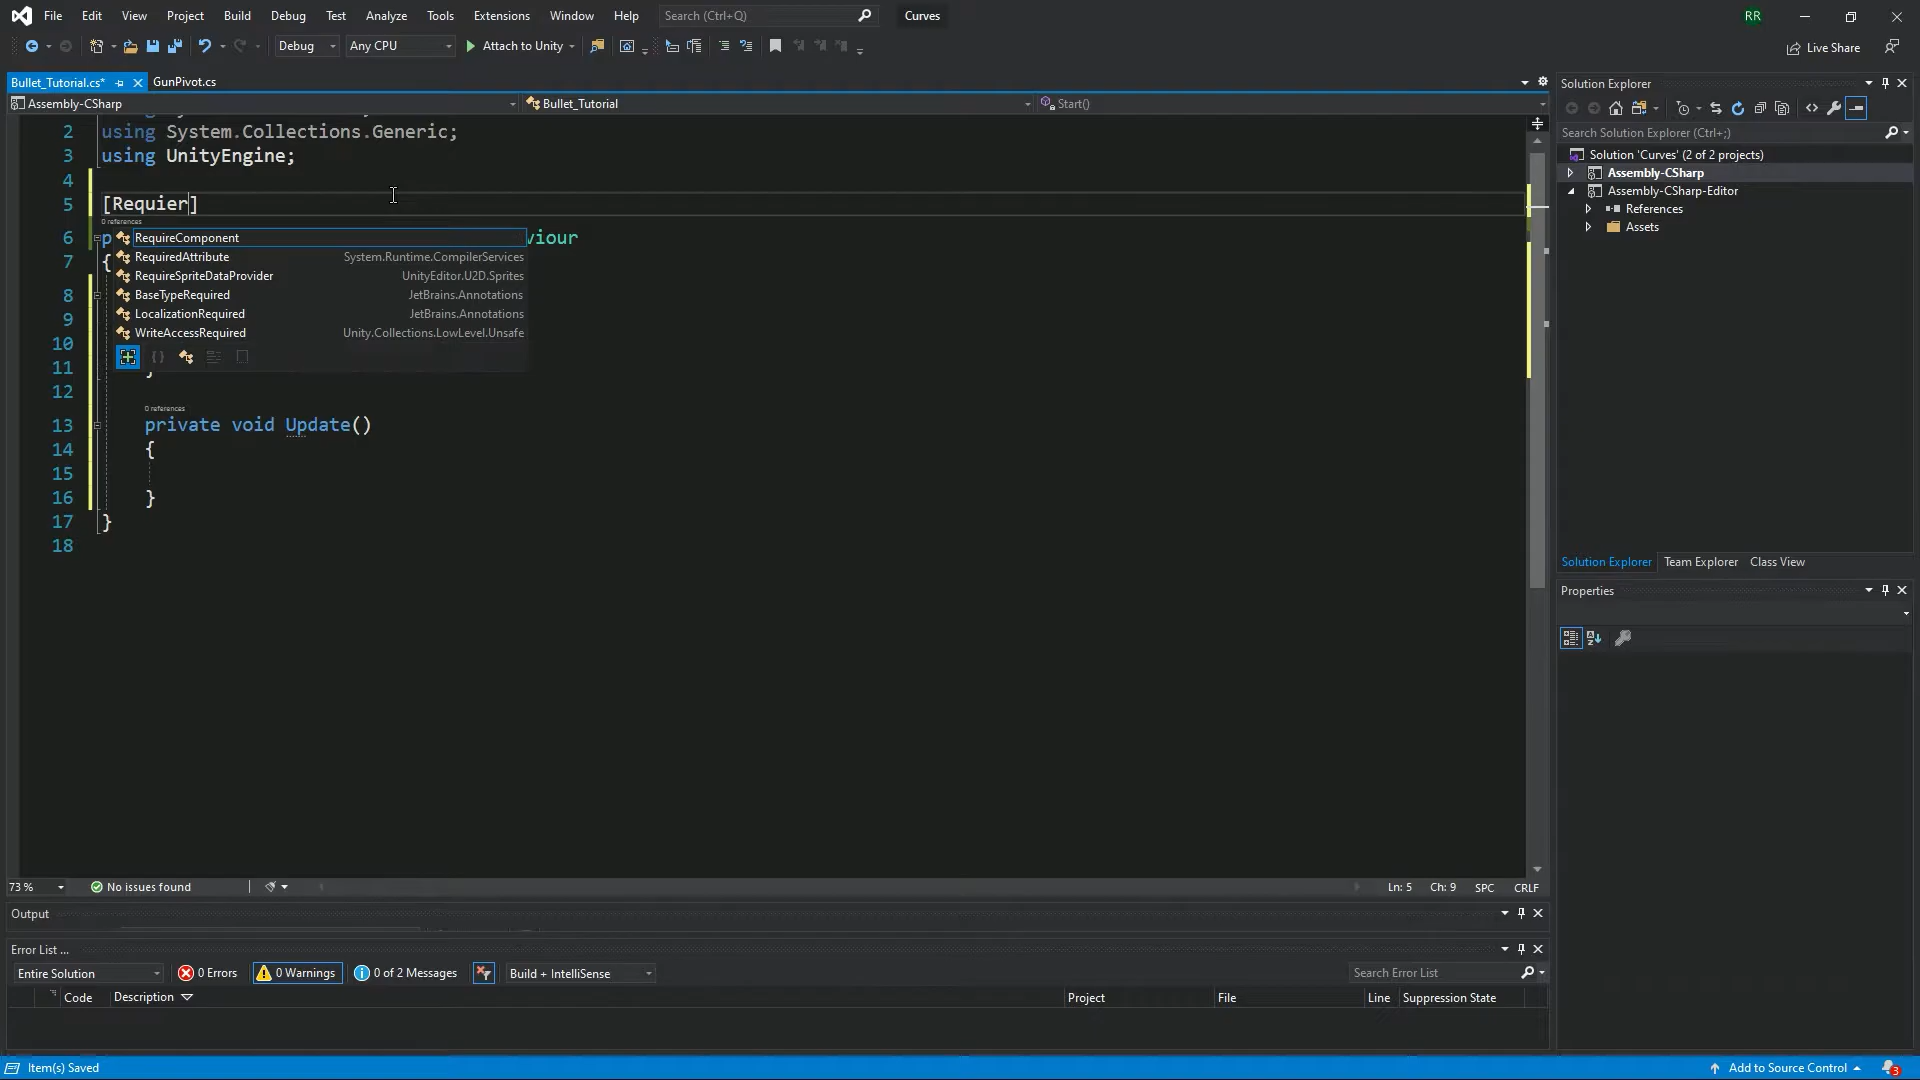 File Edit View Project Build Debug Test Analyze Tools Extensions Window Help Search (Ctrl+Q) Curves RR
Debug Any CPU Attach to Unity Live Share
Bullet_Tutorial.cs* GunPivot.cs
Assembly-CSharp Bullet_Tutorial Start()
2 using System.Collections.Generic;
3 using UnityEngine;
4
5 [Requier]
0 references
6 p viour
RequireComponent
7 {
RequiredAttribute System.Runtime.CompilerServices
RequireSpriteDataProvider UnityEditor.U2D.Sprites
8 BaseTypeRequired JetBrains.Annotations
9 LocalizationRequired JetBrains.Annotations
10 WriteAccessRequired Unity.Collections.LowLevel.Unsafe
11
12
0 references
13 private void Update()
14 {
15
16 }
17 }
18
73 % No issues found Ln: 5 Ch: 9 SPC CRLF
Output
Error List ...
Entire Solution 0 Errors 0 Warnings 0 of 2 Messages Build + IntelliSense Search Error List
Code Description Project File Line Suppression State
Item(s) Saved Add to Source Control 3
Solution Explorer
Search Solution Explorer (Ctrl+;)
Solution 'Curves' (2 of 2 projects)
Assembly-CSharp
Assembly-CSharp-Editor
References
Assets
Solution Explorer Team Explorer Class View
Properties